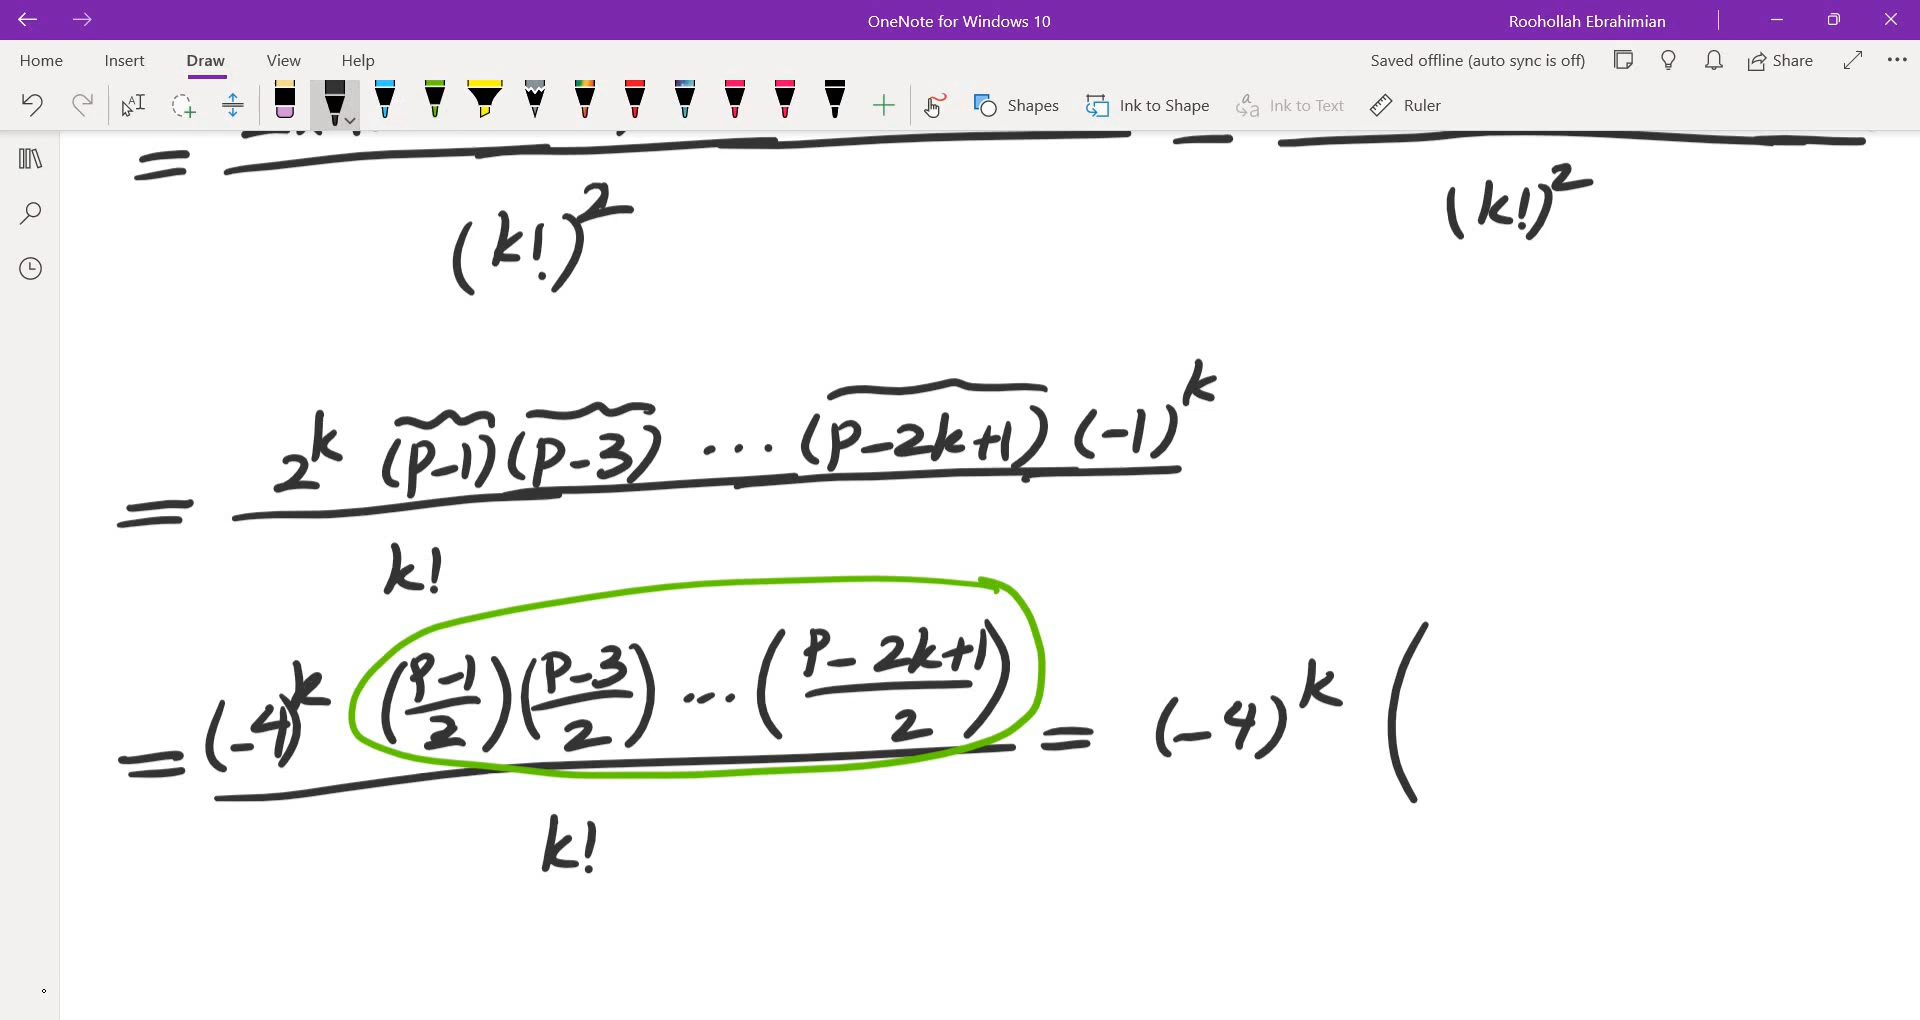 OneNote for Windows 10
Roohollah Ebrahimian
Home Insert Draw View Help
Saved offline (auto sync is off) Share
Shapes Ink to Shape Ink to Text Ruler
= —
(k!)² (k!)²
= 2^k (p-1)(p-3) ... (p-2k+1) (-1)^k
k!
= (-4)^k ((p-1)/2)((p-3)/2) ... ((p-2k+1)/2) = (-4)^k (
k!